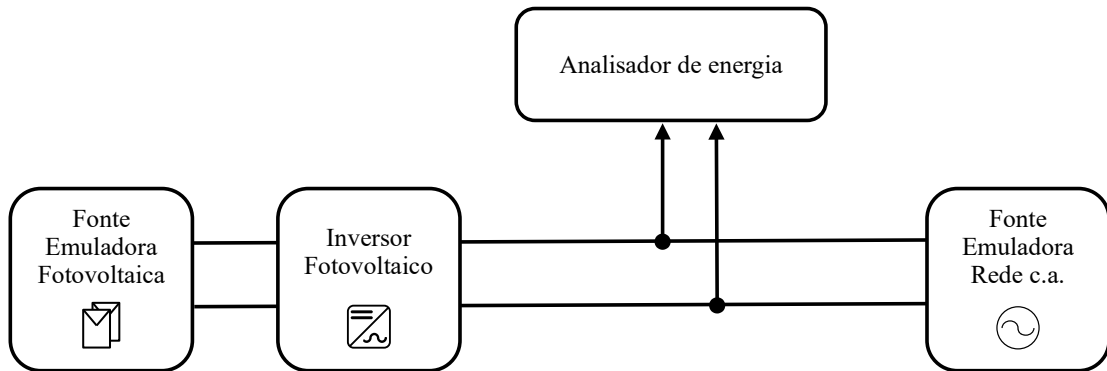 Analisador de energia
Fonte
Emuladora
Fotovoltaica
Inversor
Fotovoltaico
Fonte
Emuladora
Rede c.a.